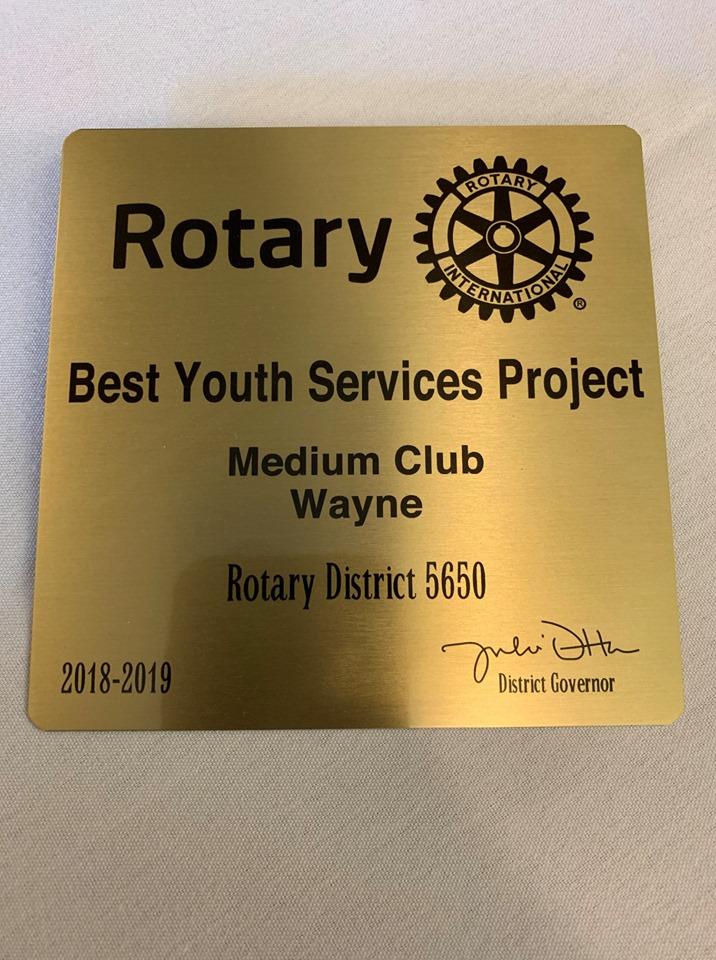 Rotary
ROTARY
INTERNATIONAL
®
Best Youth Services Project
Medium Club
Wayne
Rotary District 5650
2018-2019
District Governor